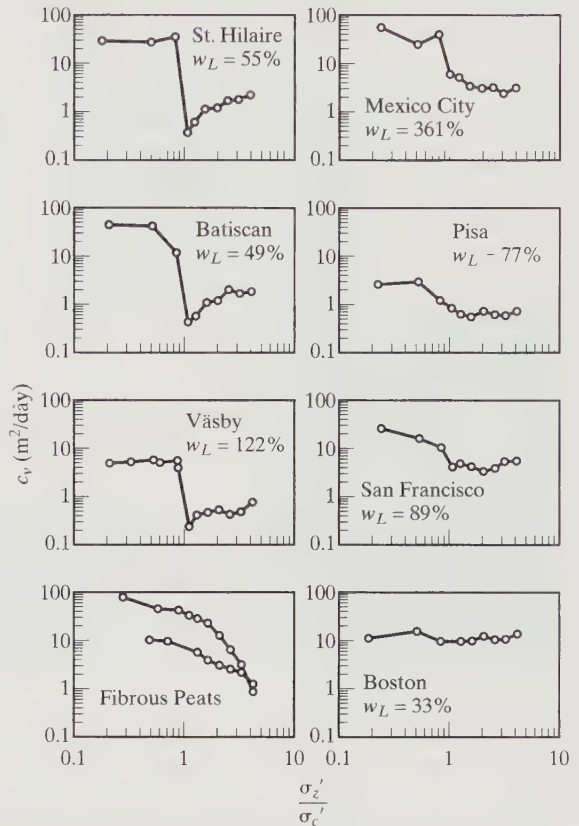 100
10
1
0.1
St. Hilaire
w_L = 55%
100
10
1
0.1
Mexico City
w_L = 361%
100
10
1
0.1
Batiscan
w_L = 49%
100
10
1
0.1
Pisa
w_L - 77%
c_v (m²/dây)
100
10
1
0.1
Väsby
w_L = 122%
100
10
1
0.1
San Francisco
w_L = 89%
100
10
1
0.1
Fibrous Peats
0.1 1 10
100
10
1
0.1
Boston
w_L = 33%
0.1 1 10
σ_z′
σ_c′